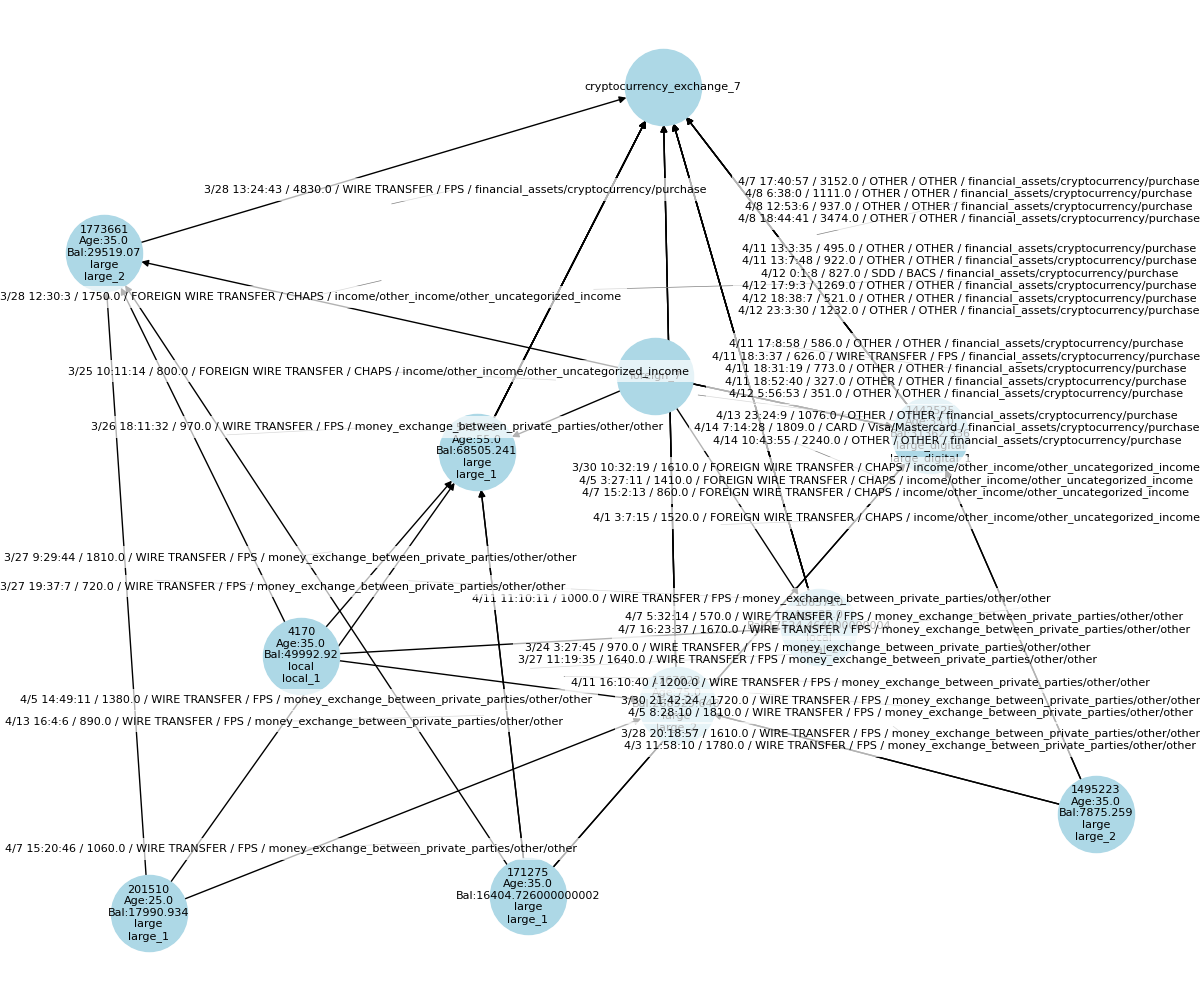 cryptocurrency_exchange_7
4/7 17:40:57 / 3152.0 / OTHER / OTHER / financial_assets/cryptocurrency/purchase
3/28 13:24:43 / 4830.0 / WIRE TRANSFER / FPS / financial_assets/cryptocurrency/purchase
4/8 6:38:0 / 1111.0 / OTHER / OTHER / financial_assets/cryptocurrency/purchase
4/8 12:53:6 / 937.0 / OTHER / OTHER / financial_assets/cryptocurrency/purchase
4/8 18:44:41 / 3474.0 / OTHER / OTHER / financial_assets/cryptocurrency/purchase
1773661
Age:35.0
Bal:29519.07
large
large_2
4/11 13:3:35 / 495.0 / OTHER / OTHER / financial_assets/cryptocurrency/purchase
4/11 13:7:48 / 922.0 / OTHER / OTHER / financial_assets/cryptocurrency/purchase
4/12 0:1:8 / 827.0 / SDD / BACS / financial_assets/cryptocurrency/purchase
4/12 17:9:3 / 1269.0 / OTHER / OTHER / financial_assets/cryptocurrency/purchase
4/12 18:38:7 / 521.0 / OTHER / OTHER / financial_assets/cryptocurrency/purchase
4/12 23:3:30 / 1232.0 / OTHER / OTHER / financial_assets/cryptocurrency/purchase
3/28 12:30:3 / 1750.0 / FOREIGN WIRE TRANSFER / CHAPS / income/other_income/other_uncategorized_income
4/11 17:8:58 / 586.0 / OTHER / OTHER / financial_assets/cryptocurrency/purchase
4/11 18:3:37 / 626.0 / WIRE TRANSFER / FPS / financial_assets/cryptocurrency/purchase
4/11 18:31:19 / 773.0 / OTHER / OTHER / financial_assets/cryptocurrency/purchase
4/11 18:52:40 / 327.0 / OTHER / OTHER / financial_assets/cryptocurrency/purchase
4/12 5:56:53 / 351.0 / OTHER / OTHER / financial_assets/cryptocurrency/purchase
3/25 10:11:14 / 800.0 / FOREIGN WIRE TRANSFER / CHAPS / income/other_income/other_uncategorized_income
4/13 23:24:9 / 1076.0 / OTHER / OTHER / financial_assets/cryptocurrency/purchase
4/14 7:14:28 / 1809.0 / CARD / Visa/Mastercard / financial_assets/cryptocurrency/purchase
4/14 10:43:55 / 2240.0 / OTHER / OTHER / financial_assets/cryptocurrency/purchase
3/26 18:11:32 / 970.0 / WIRE TRANSFER / FPS / money_exchange_between_private_parties/other/other
Age:55.0
Bal:68505.241
large
large_1
large_digital
large_digital_1
3/30 10:32:19 / 1610.0 / FOREIGN WIRE TRANSFER / CHAPS / income/other_income/other_uncategorized_income
4/5 3:27:11 / 1410.0 / FOREIGN WIRE TRANSFER / CHAPS / income/other_income/other_uncategorized_income
4/7 15:2:13 / 860.0 / FOREIGN WIRE TRANSFER / CHAPS / income/other_income/other_uncategorized_income
4/1 3:7:15 / 1520.0 / FOREIGN WIRE TRANSFER / CHAPS / income/other_income/other_uncategorized_income
3/27 9:29:44 / 1810.0 / WIRE TRANSFER / FPS / money_exchange_between_private_parties/other/other
3/27 19:37:7 / 720.0 / WIRE TRANSFER / FPS / money_exchange_between_private_parties/other/other
4/11 11:10:11 / 1000.0 / WIRE TRANSFER / FPS / money_exchange_between_private_parties/other/other
4/7 5:32:14 / 570.0 / WIRE TRANSFER / FPS / money_exchange_between_private_parties/other/other
4/7 16:23:37 / 1670.0 / WIRE TRANSFER / FPS / money_exchange_between_private_parties/other/other
3/24 3:27:45 / 970.0 / WIRE TRANSFER / FPS / money_exchange_between_private_parties/other/other
3/27 11:19:35 / 1640.0 / WIRE TRANSFER / FPS / money_exchange_between_private_parties/other/other
4170
Age:35.0
Bal:49992.92
local
local_1
4/11 16:10:40 / 1200.0 / WIRE TRANSFER / FPS / money_exchange_between_private_parties/other/other
3/30 21:42:24 / 1720.0 / WIRE TRANSFER / FPS / money_exchange_between_private_parties/other/other
4/5 8:28:10 / 1810.0 / WIRE TRANSFER / FPS / money_exchange_between_private_parties/other/other
4/5 14:49:11 / 1380.0 / WIRE TRANSFER / FPS / money_exchange_between_private_parties/other/other
4/13 16:4:6 / 890.0 / WIRE TRANSFER / FPS / money_exchange_between_private_parties/other/other
3/28 20:18:57 / 1610.0 / WIRE TRANSFER / FPS / money_exchange_between_private_parties/other/other
4/3 11:58:10 / 1780.0 / WIRE TRANSFER / FPS / money_exchange_between_private_parties/other/other
1495223
Age:35.0
Bal:7875.259
large
large_2
4/7 15:20:46 / 1060.0 / WIRE TRANSFER / FPS / money_exchange_between_private_parties/other/other
201510
Age:25.0
Bal:17990.934
large
large_1
171275
Age:35.0
Bal:16404.726000000002
large
large_1